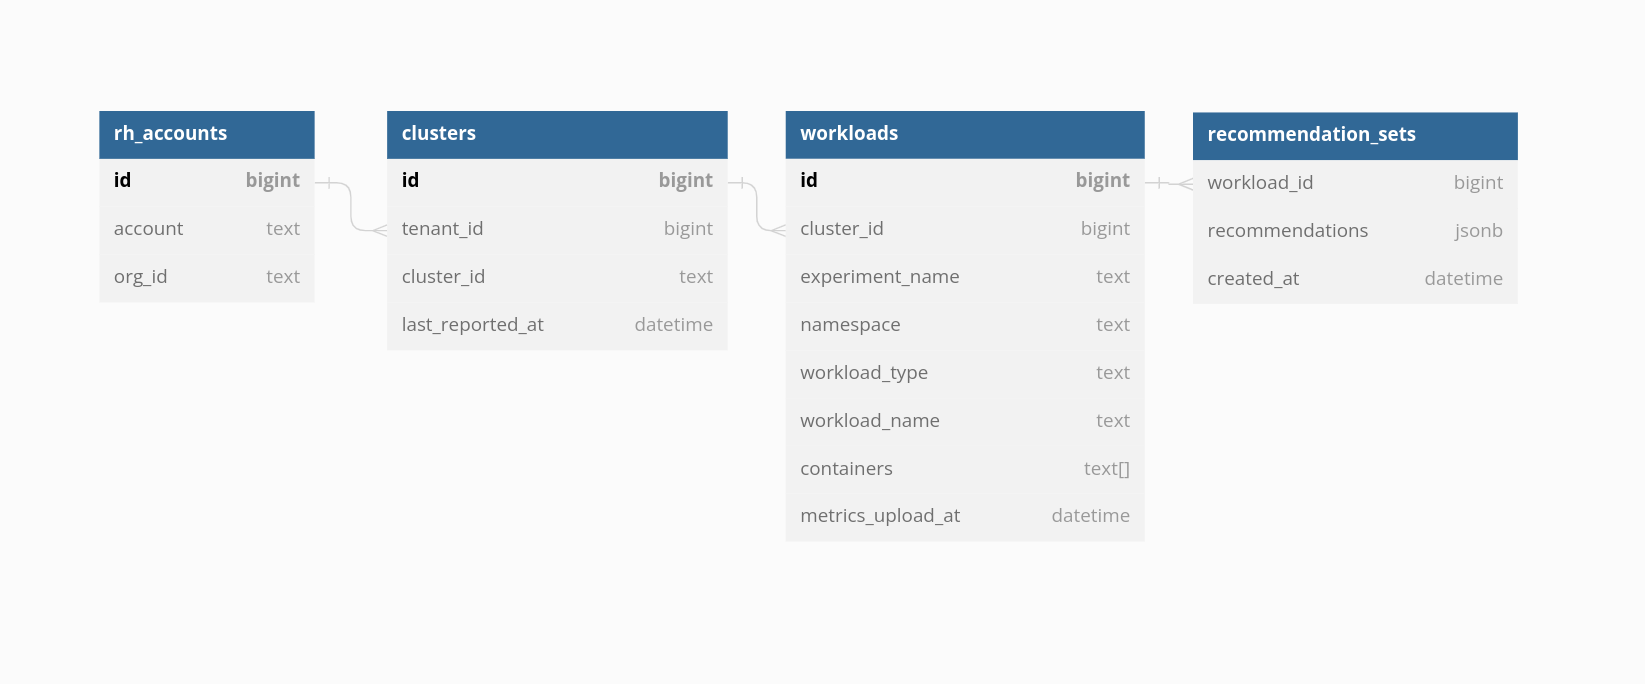 rh_accounts
id bigint
account text
org_id text
clusters
id bigint
tenant_id bigint
cluster_id text
last_reported_at datetime
workloads
id bigint
cluster_id bigint
experiment_name text
namespace text
workload_type text
workload_name text
containers text[]
metrics_upload_at datetime
recommendation_sets
workload_id bigint
recommendations jsonb
created_at datetime